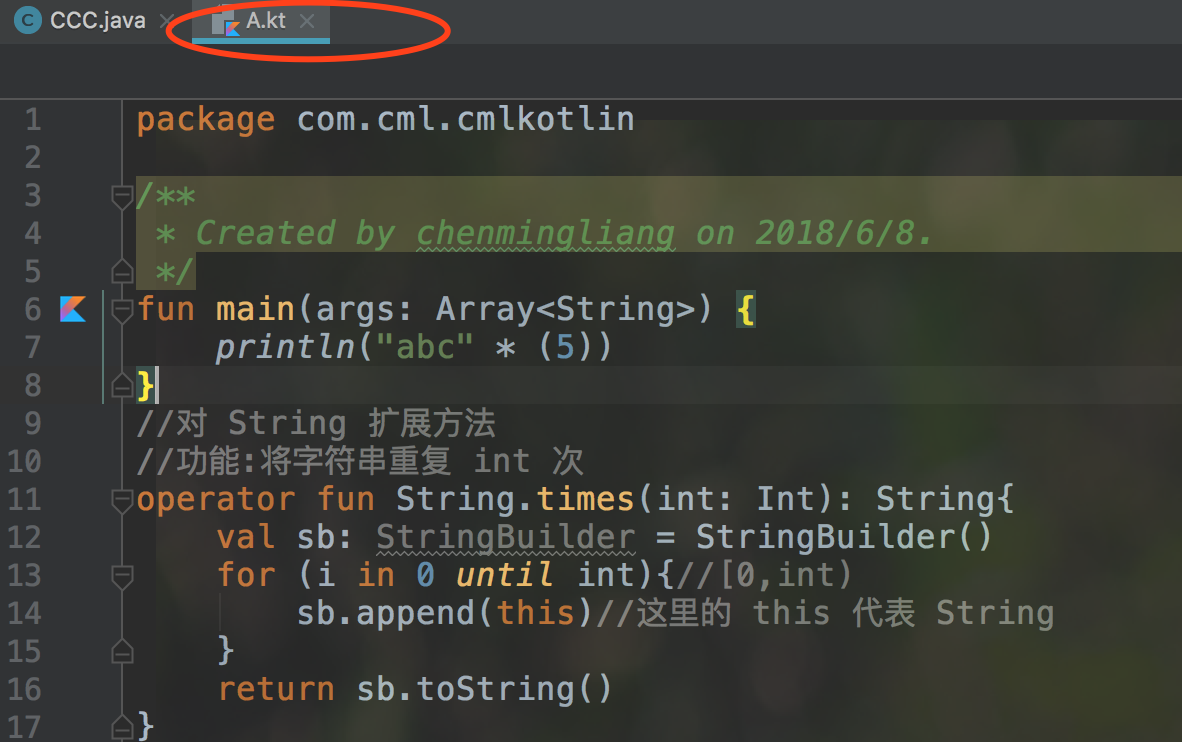 CCC.java
A.kt
1 package com.cml.cmlkotlin
2
3 /**
4  * Created by chenmingliang on 2018/6/8.
5  */
6 fun main(args: Array<String>) {
7     println("abc" * (5))
8 }
9 //对 String 扩展方法
10 //功能:将字符串重复 int 次
11 operator fun String.times(int: Int): String{
12     val sb: StringBuilder = StringBuilder()
13     for (i in 0 until int){//[0,int)
14         sb.append(this)//这里的 this 代表 String
15     }
16     return sb.toString()
17 }